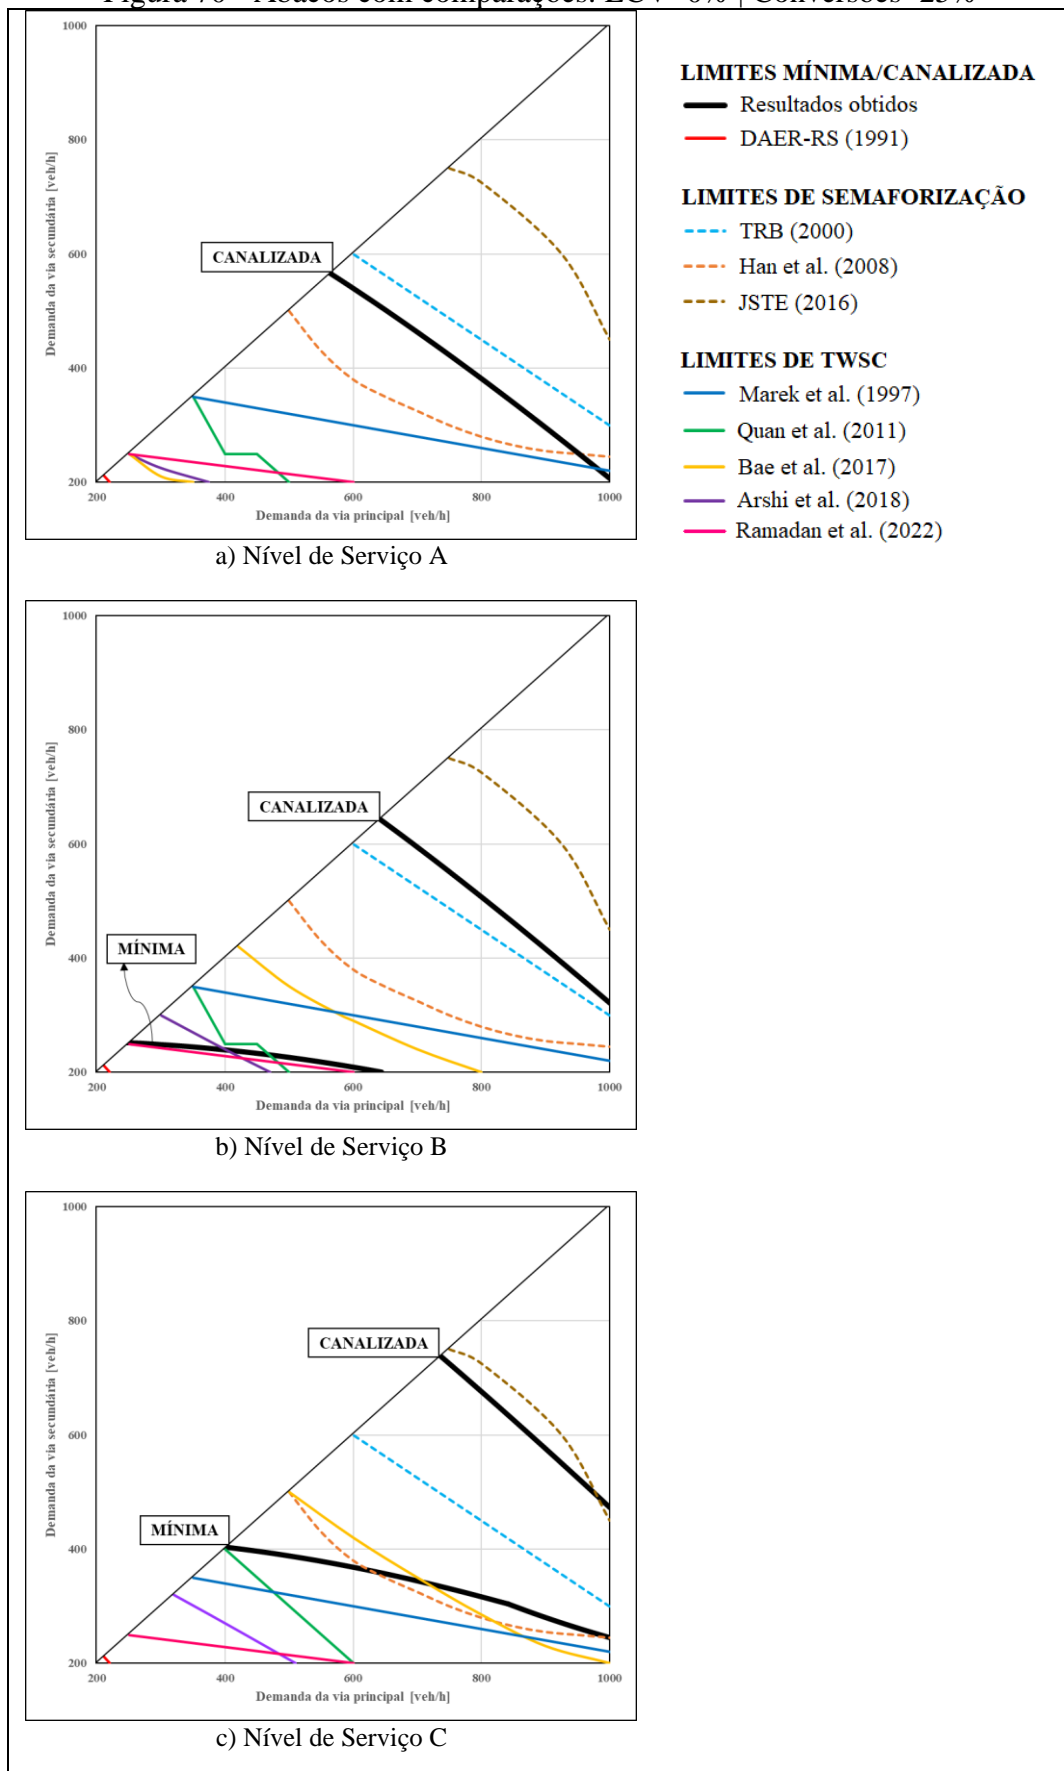 LIMITES MÍNIMA/CANALIZADA
Resultados obtidos
DAER-RS (1991)
LIMITES DE SEMAFORIZAÇÃO
TRB (2000)
Han et al. (2008)
JSTE (2016)
LIMITES DE TWSC
Marek et al. (1997)
Quan et al. (2011)
Bae et al. (2017)
Arshi et al. (2018)
Ramadan et al. (2022)
Demanda da via secundária [veh/h]
1000
800
600
400
200
CANALIZADA
200 400 600 800 1000
Demanda da via principal [veh/h]
a) Nível de Serviço A
Demanda da via secundária [veh/h]
1000
800
600
400
200
CANALIZADA
MÍNIMA
200 400 600 800 1000
Demanda da via principal [veh/h]
b) Nível de Serviço B
Demanda da via secundária [veh/h]
1000
800
600
400
200
CANALIZADA
MÍNIMA
200 400 600 800 1000
Demanda da via principal [veh/h]
c) Nível de Serviço C